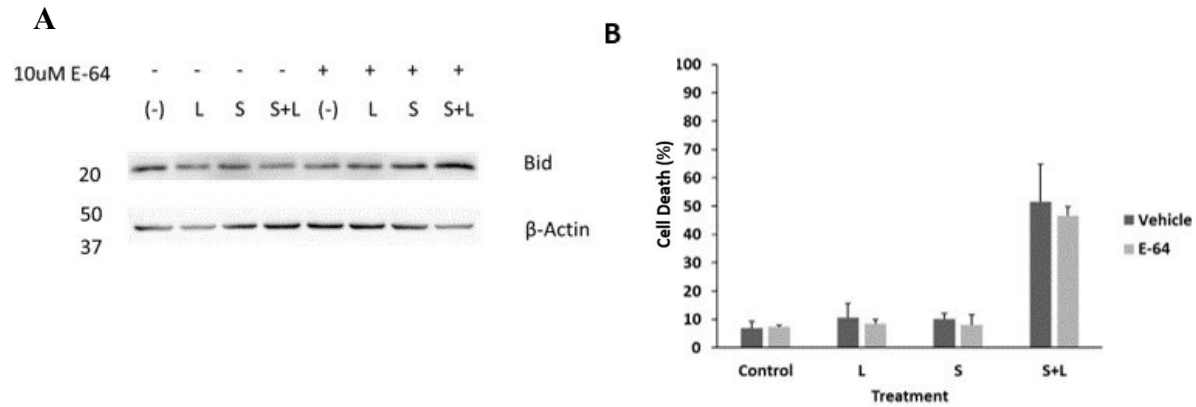 A
10uM E-64 - - - - + + + +
(-) L S S+L (-) L S S+L
20 Bid
50
β-Actin
37
B
100
90
80
70
60
50
40
30
20
10
0
Cell Death (%)
Control L S S+L
Treatment
Vehicle
E-64